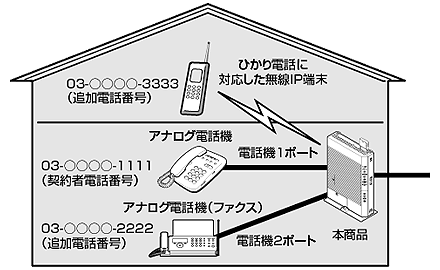 ひかり電話に
対応した無線IP端末
03-○○○○-3333
(追加電話番号)
アナログ電話機
電話機1ポート
03-○○○○-1111
(契約者電話番号)
アナログ電話機(ファクス)
03-○○○○-2222
(追加電話番号)
電話機2ポート
本商品